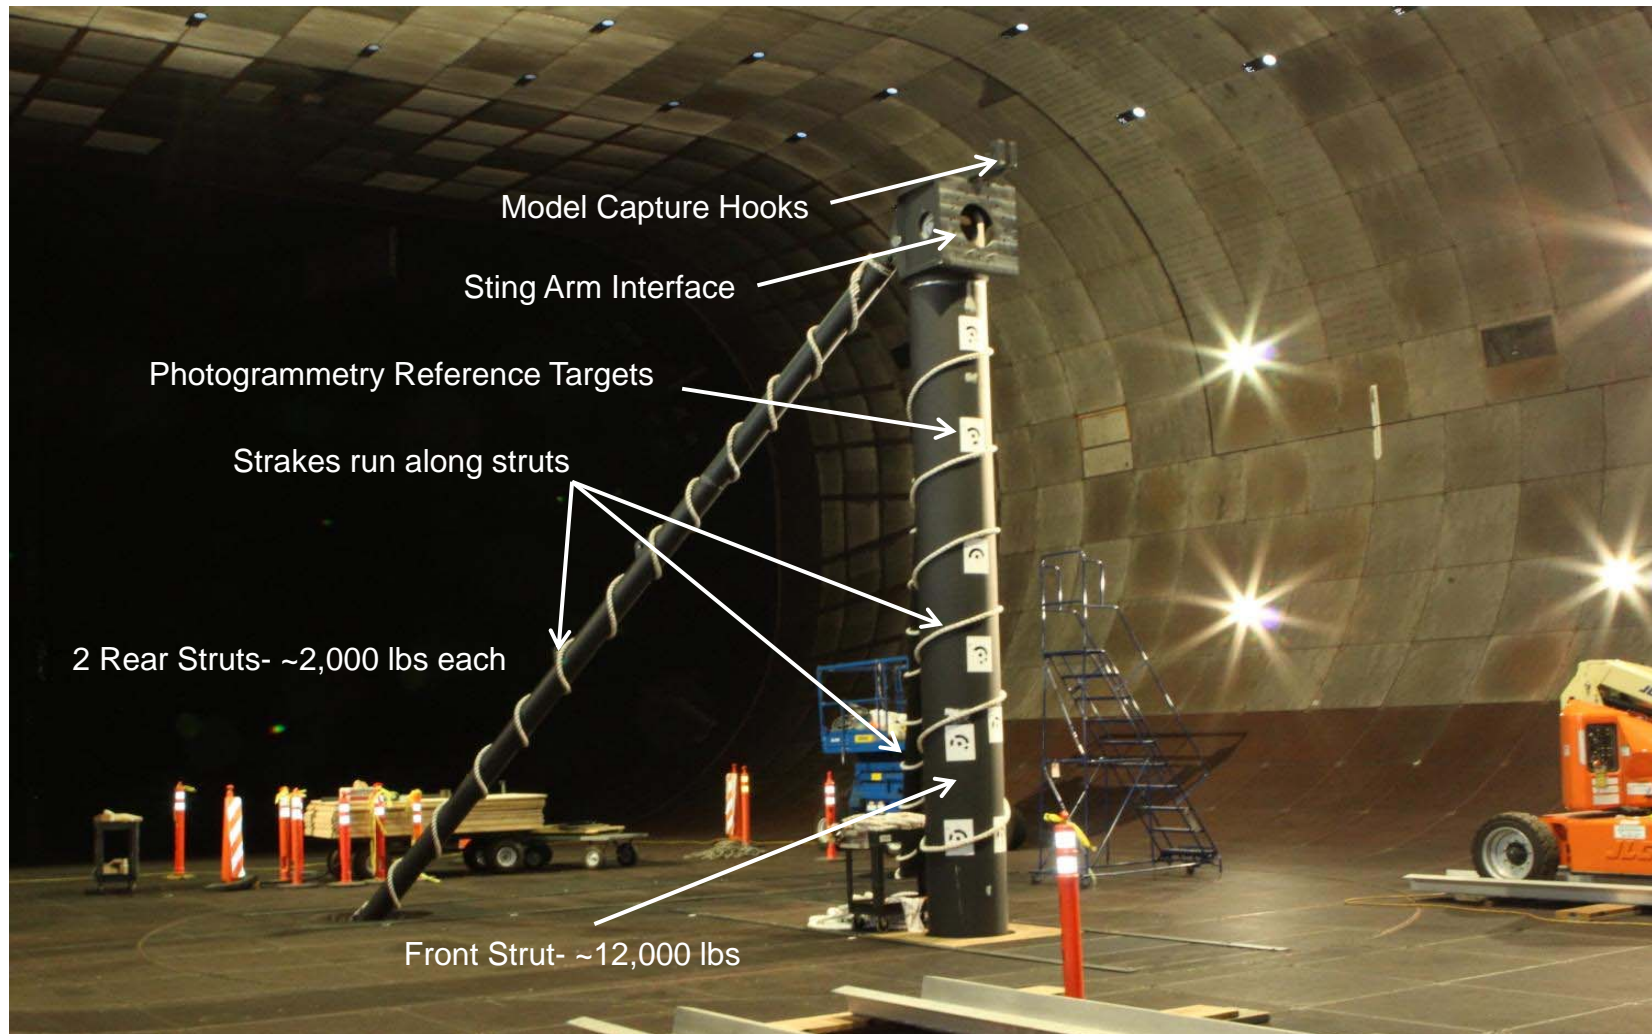 Model Capture Hooks
Sting Arm Interface
Photogrammetry Reference Targets
Strakes run along struts
2 Rear Struts- ~2,000 lbs each
Front Strut- ~12,000 lbs